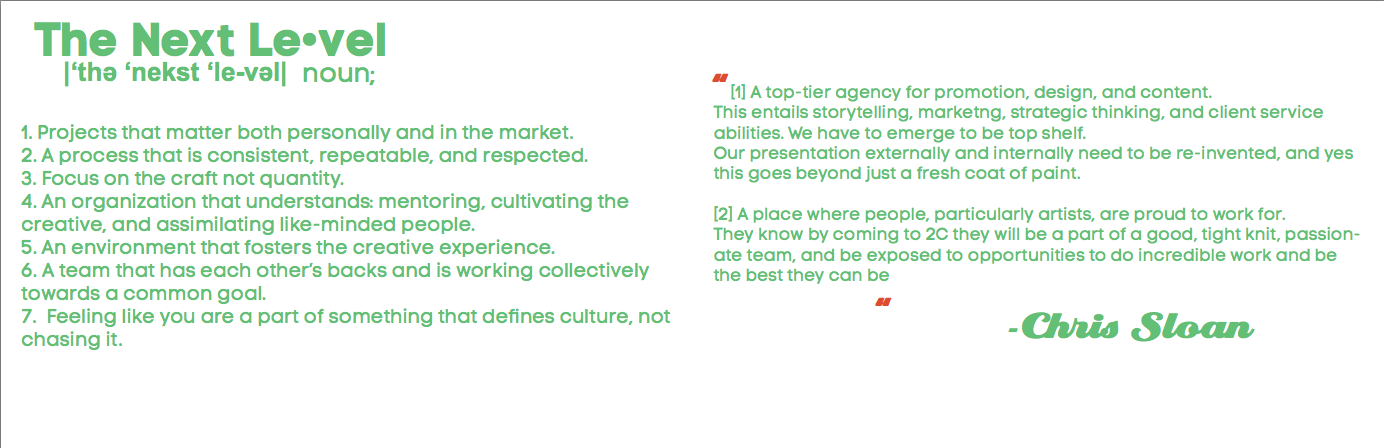 The Next Le•vel
|‘thə ‘nekst ‘le-vəl| noun;
1. Projects that matter both personally and in the market.
2. A process that is consistent, repeatable, and respected.
3. Focus on the craft not quantity.
4. An organization that understands: mentoring, cultivating the
creative, and assimilating like-minded people.
5. An environment that fosters the creative experience.
6. A team that has each other’s backs and is working collectively
towards a common goal.
7.  Feeling like you are a part of something that defines culture, not
chasing it.
“[1] A top-tier agency for promotion, design, and content.
This entails storytelling, marketng, strategic thinking, and client service
abilities. We have to emerge to be top shelf.
Our presentation externally and internally need to be re-invented, and yes
this goes beyond just a fresh coat of paint.
[2] A place where people, particularly artists, are proud to work for.
They know by coming to 2C they will be a part of a good, tight knit, passion-
ate team, and be exposed to opportunities to do incredible work and be
the best they can be
“
-Chris Sloan